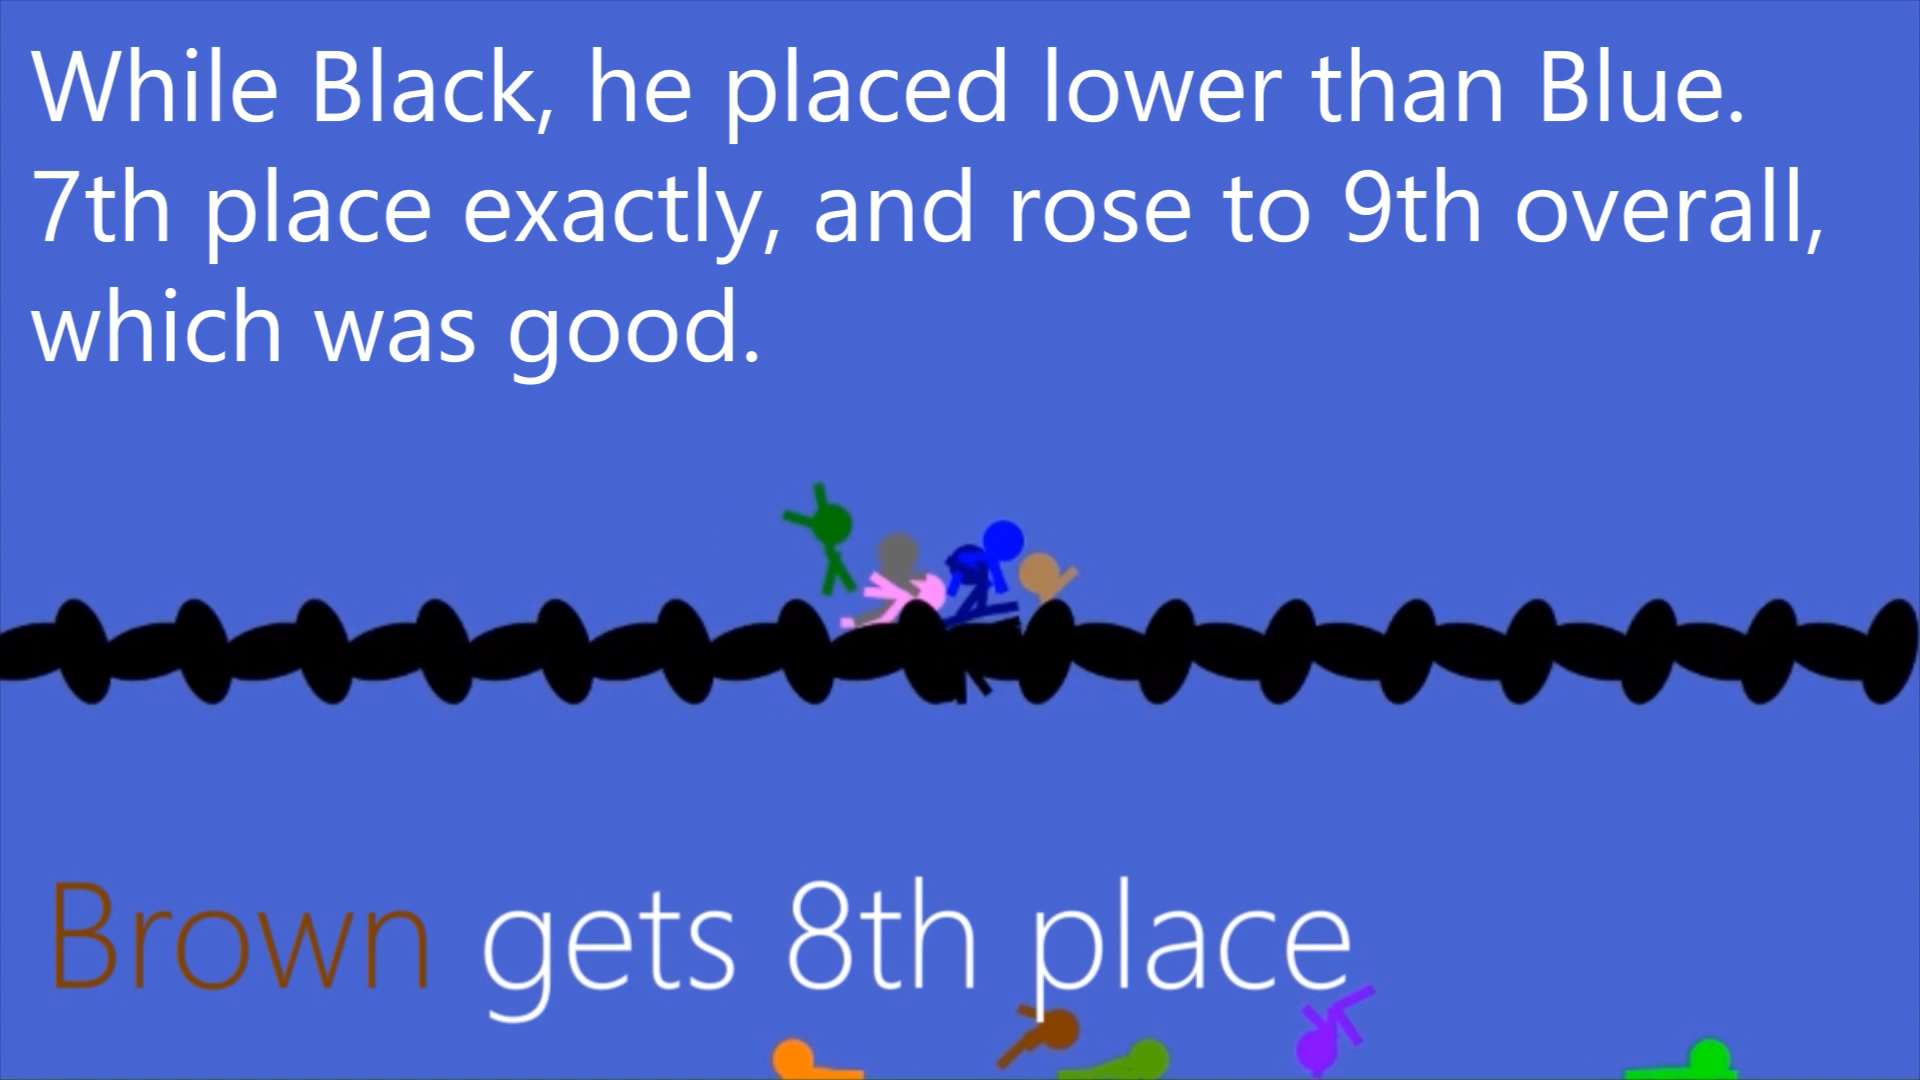 While Black, he placed lower than Blue.
7th place exactly, and rose to 9th overall,
which was good.
Brown gets 8th place